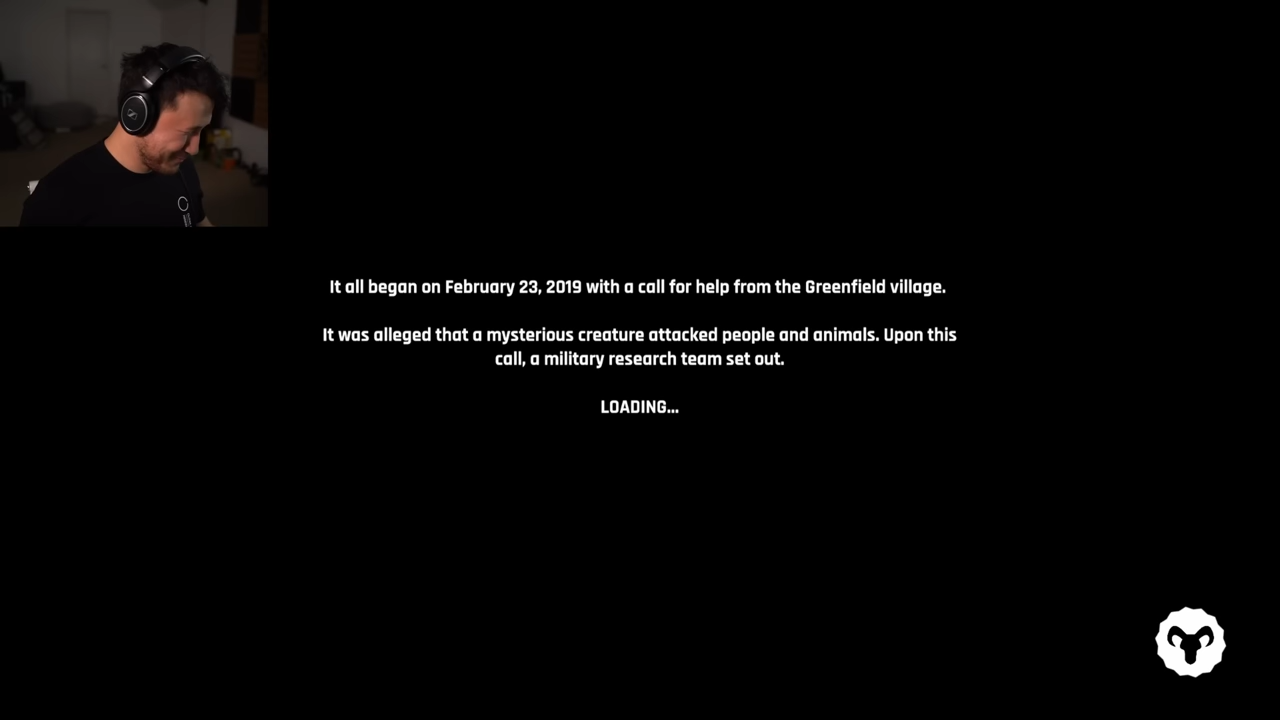 It all began on February 23, 2019 with a call for help from the Greenfield village.
It was alleged that a mysterious creature attacked people and animals. Upon this
call, a military research team set out.
LOADING...